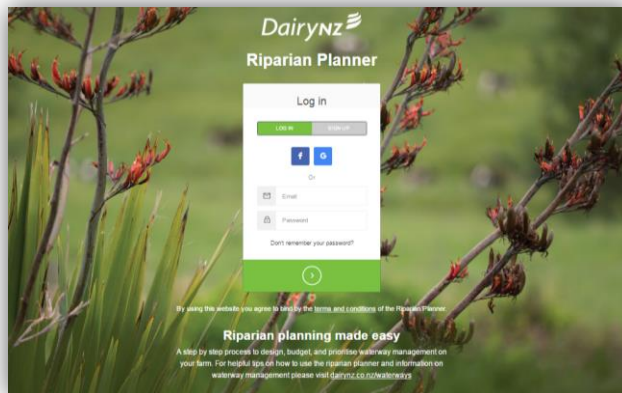 DairyNZ
Riparian Planner
Log in
LOG IN SIGN UP
f G
Or
Email
Password
Don't remember your password?
By using this website you agree to bind by the terms and conditions of the Riparian Planner
Riparian planning made easy
A step by step process to design, budget, and prioritise waterway management on
your farm. For helpful tips on how to use the riparian planner and information on
waterway management please visit dairynz.co.nz/waterways